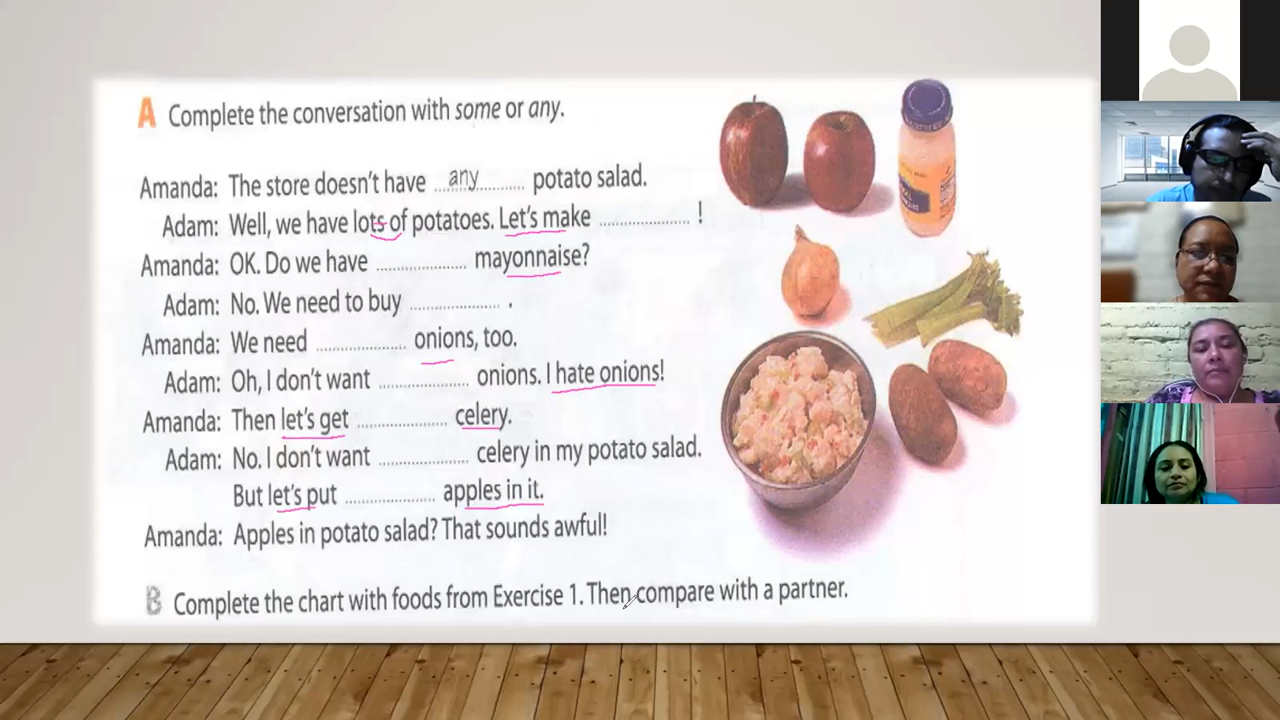 A Complete the conversation with some or any.
Amanda: The store doesn't have any potato salad.
Adam: Well, we have lots of potatoes. Let's make .................... !
Amanda: OK. Do we have .................... mayonnaise?
Adam: No. We need to buy .................... .
Amanda: We need .................... onions, too.
Adam: Oh, I don't want .................... onions. I hate onions!
Amanda: Then let's get .................... celery.
Adam: No. I don't want .................... celery in my potato salad.
But let's put .................... apples in it.
Amanda: Apples in potato salad? That sounds awful!
B Complete the chart with foods from Exercise 1. Then compare with a partner.